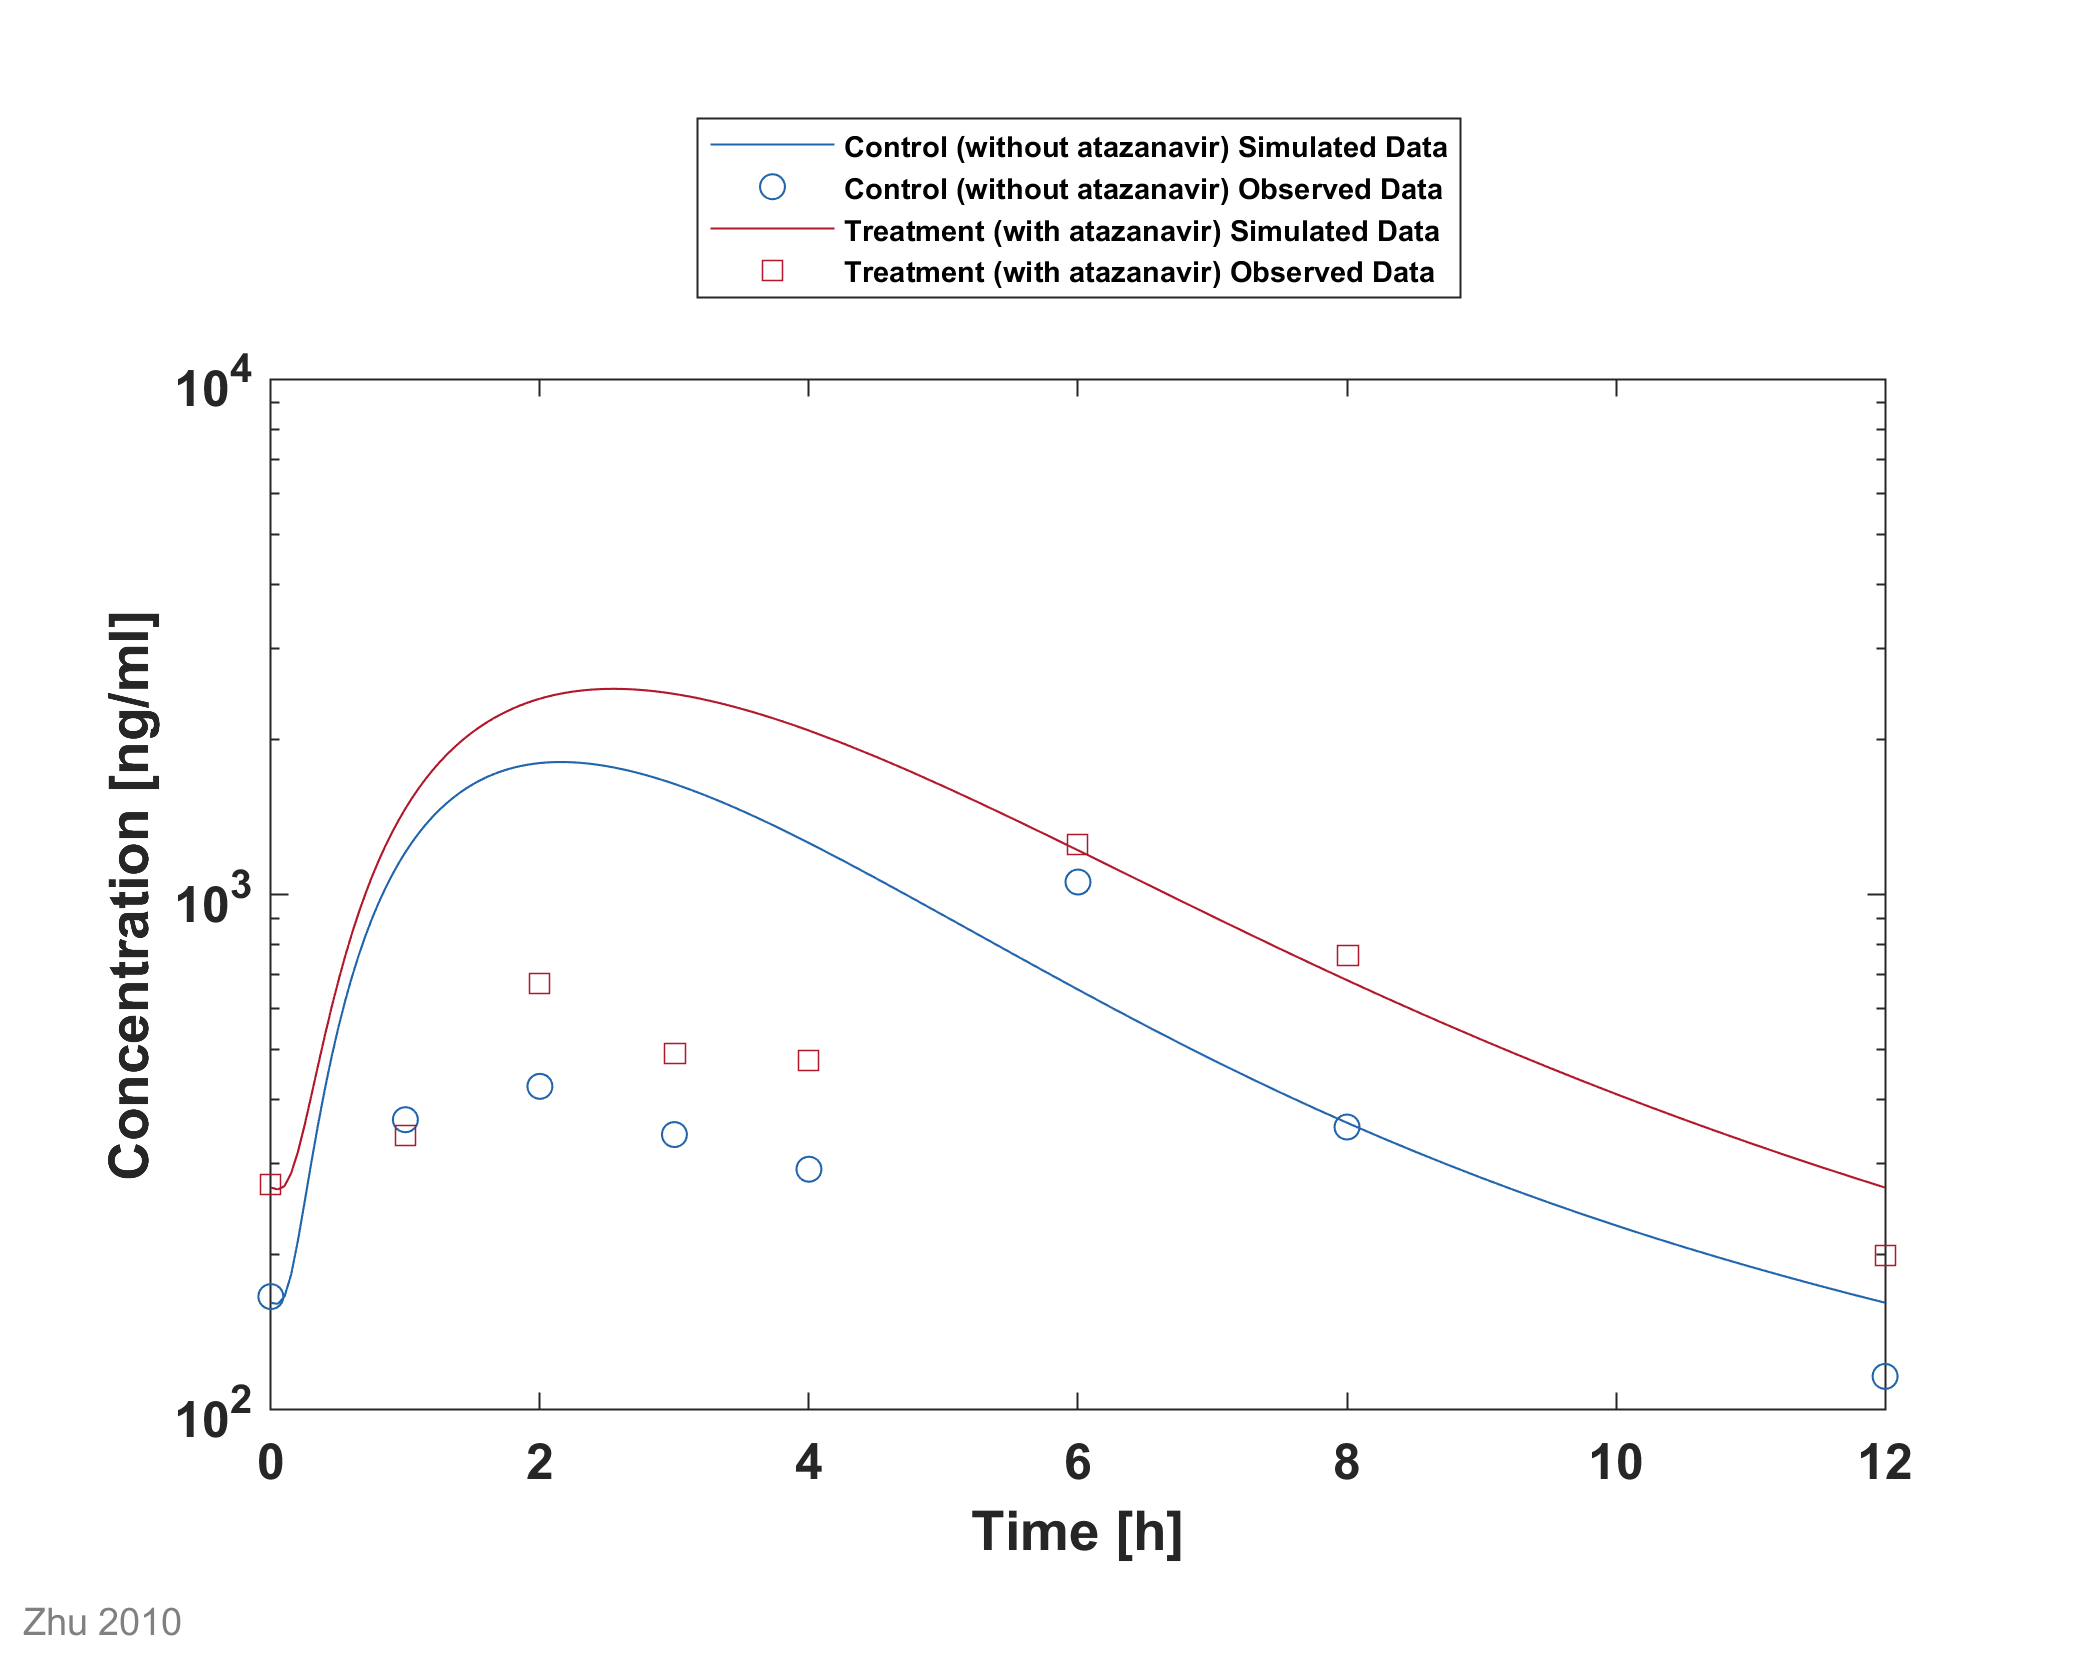 Control (without atazanavir) Simulated Data
Control (without atazanavir) Observed Data
Treatment (with atazanavir) Simulated Data
Treatment (with atazanavir) Observed Data
10^4
10^3
10^2
Concentration [ng/ml]
0 2 4 6 8 10 12
Time [h]
Zhu 2010